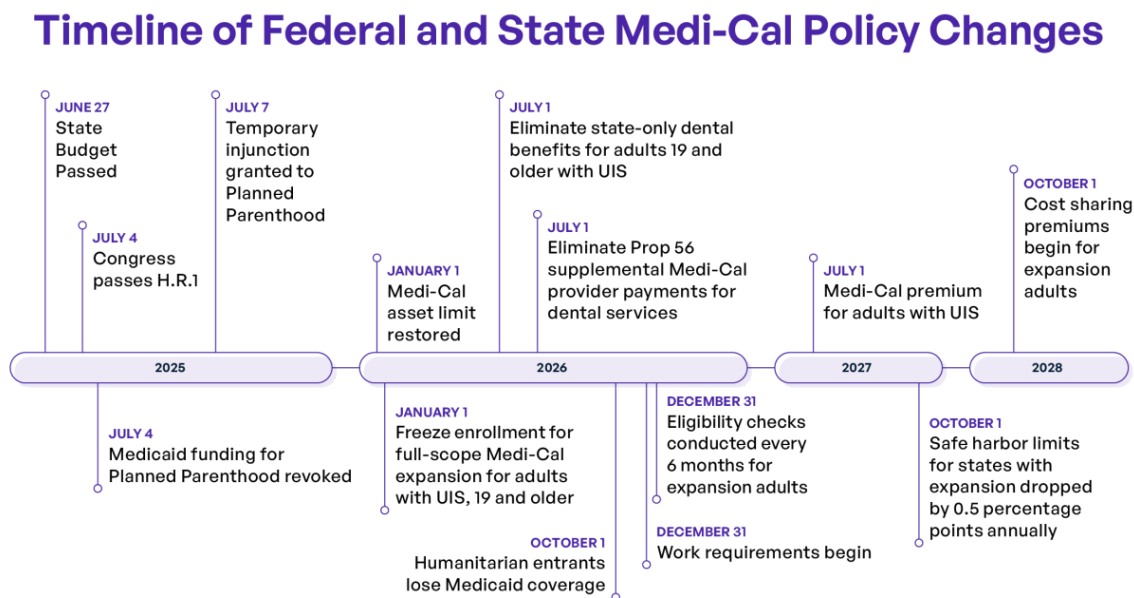 Timeline of Federal and State Medi-Cal Policy Changes
JUNE 27
State
Budget
Passed
JULY 4
Congress
passes H.R.1
JULY 7
Temporary
injunction
granted to
Planned
Parenthood
JANUARY 1
Medi-Cal
asset limit
restored
JULY 1
Eliminate state-only dental
benefits for adults 19 and
older with UIS
JULY 1
Eliminate Prop 56
supplemental Medi-Cal
provider payments for
dental services
JULY 1
Medi-Cal premium
for adults with UIS
OCTOBER 1
Cost sharing
premiums
begin for
expansion
adults
2025
2026
2027
2028
JULY 4
Medicaid funding for
Planned Parenthood revoked
JANUARY 1
Freeze enrollment for
full-scope Medi-Cal
expansion for adults
with UIS, 19 and older
OCTOBER 1
Humanitarian entrants
lose Medicaid coverage
DECEMBER 31
Eligibility checks
conducted every
6 months for
expansion adults
DECEMBER 31
Work requirements begin
OCTOBER 1
Safe harbor limits
for states with
expansion dropped
by 0.5 percentage
points annually